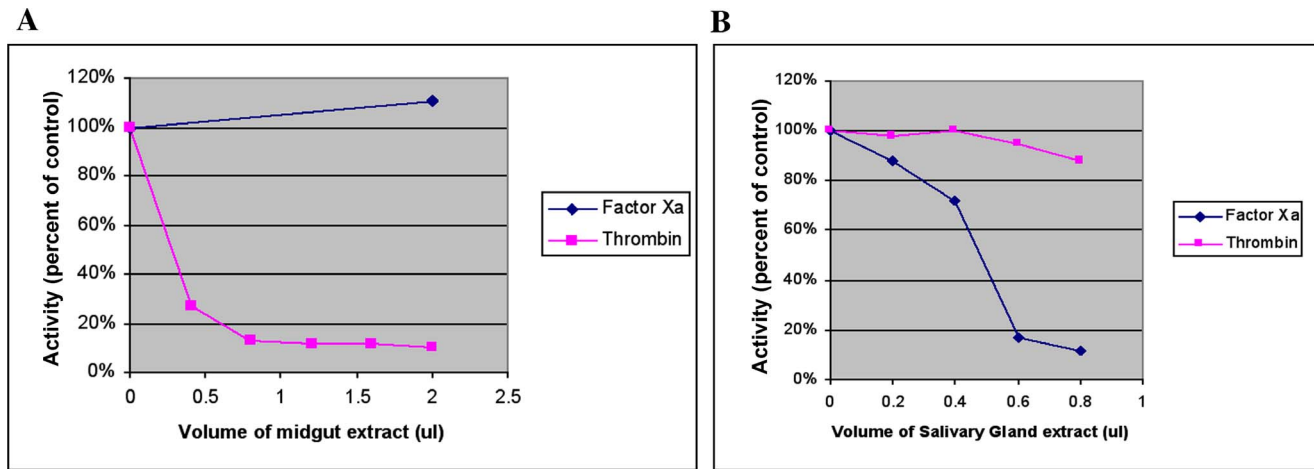 A
120%
100%
80%
60%
40%
20%
0%
0 0.5 1 1.5 2 2.5
Activity (percent of control)
Volume of midgut extract (ul)
Factor Xa
Thrombin
B
120%
100%
80%
60%
40%
20%
0%
0 0.2 0.4 0.6 0.8 1
Activity (percent of control)
Volume of Salivary Gland extract (ul)
Factor Xa
Thrombin